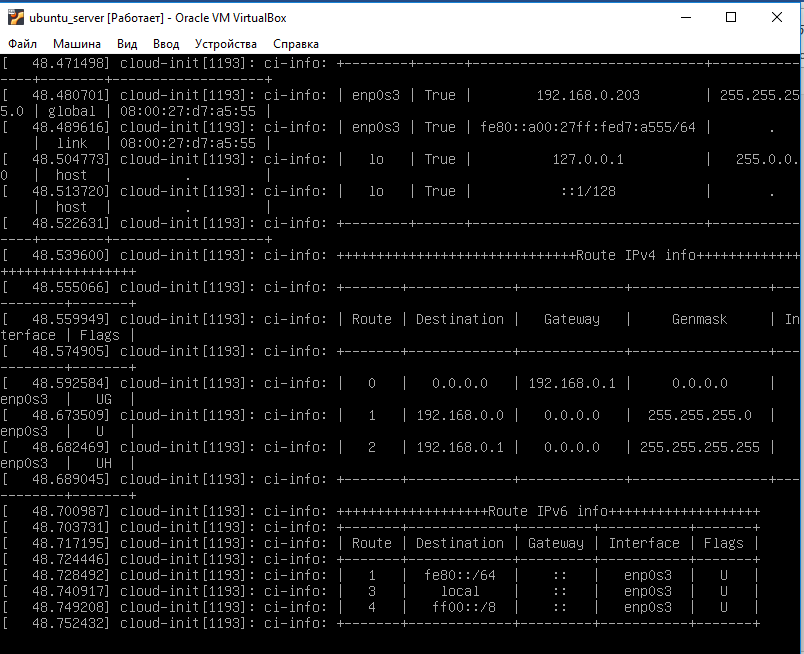 ubuntu_server [Работает] - Oracle VM VirtualBox
Файл Машина Вид Ввод Устройства Справка
[   48.471498] cloud-init[1193]: ci-info: +--------+------+------------------------------+-----------
----+--------+-------------------+
[   48.480701] cloud-init[1193]: ci-info: | enp0s3 | True |        192.168.0.203         | 255.255.25
5.0 | global | 08:00:27:d7:a5:55 |
[   48.489616] cloud-init[1193]: ci-info: | enp0s3 | True | fe80::a00:27ff:fed7:a555/64 |       .
    |  link  | 08:00:27:d7:a5:55 |
[   48.504773] cloud-init[1193]: ci-info: |   lo   | True |          127.0.0.1           |   255.0.0.
0   |  host  |         .         |
[   48.513720] cloud-init[1193]: ci-info: |   lo   | True |           ::1/128            |       .
    |  host  |         .         |
[   48.522631] cloud-init[1193]: ci-info: +--------+------+------------------------------+-----------
----+--------+-------------------+
[   48.539600] cloud-init[1193]: ci-info: ++++++++++++++++++++++++++++++Route IPv4 info+++++++++++++
+++++++++++++++++
[   48.555066] cloud-init[1193]: ci-info: +-------+-------------+-------------+-----------------+---
--------+-------+
[   48.559949] cloud-init[1193]: ci-info: | Route | Destination |   Gateway   |     Genmask     | In
terface | Flags |
[   48.574905] cloud-init[1193]: ci-info: +-------+-------------+-------------+-----------------+---
--------+-------+
[   48.592584] cloud-init[1193]: ci-info: |   0   |   0.0.0.0   | 192.168.0.1 |     0.0.0.0     |
enp0s3  |   UG  |
[   48.673509] cloud-init[1193]: ci-info: |   1   | 192.168.0.0 |   0.0.0.0   |  255.255.255.0  |
enp0s3  |   U   |
[   48.682469] cloud-init[1193]: ci-info: |   2   | 192.168.0.1 |   0.0.0.0   | 255.255.255.255 |
enp0s3  |   UH  |
[   48.689045] cloud-init[1193]: ci-info: +-------+-------------+-------------+-----------------+---
--------+-------+
[   48.700987] cloud-init[1193]: ci-info: +++++++++++++++++++Route IPv6 info+++++++++++++++++++
[   48.703731] cloud-init[1193]: ci-info: +-------+-------------+---------+-----------+-------+
[   48.717195] cloud-init[1193]: ci-info: | Route | Destination | Gateway | Interface | Flags |
[   48.724446] cloud-init[1193]: ci-info: +-------+-------------+---------+-----------+-------+
[   48.728492] cloud-init[1193]: ci-info: |   1   |  fe80::/64  |    ::   |   enp0s3  |   U   |
[   48.740917] cloud-init[1193]: ci-info: |   3   |    local    |    ::   |   enp0s3  |   U   |
[   48.749208] cloud-init[1193]: ci-info: |   4   |   ff00::/8  |    ::   |   enp0s3  |   U   |
[   48.752432] cloud-init[1193]: ci-info: +-------+-------------+---------+-----------+-------+